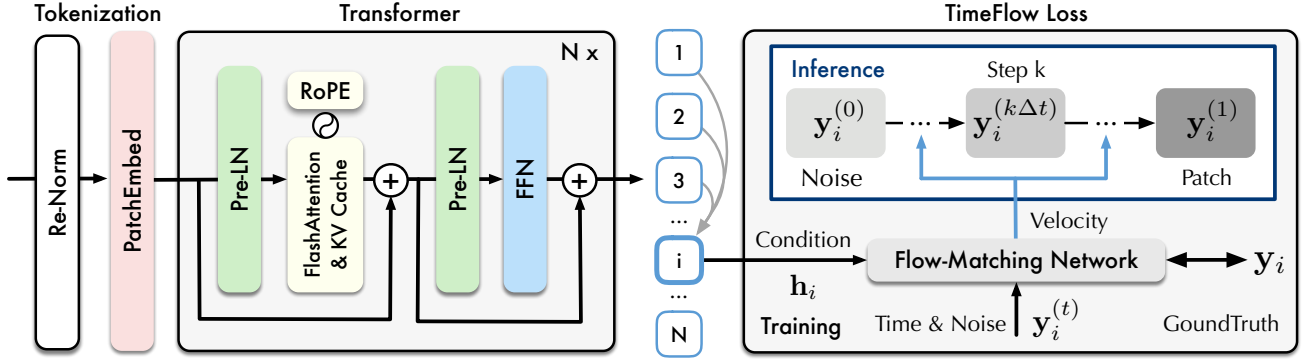 Tokenization
Transformer
TimeFlow Loss
Re-Norm
PatchEmbed
N x
Pre-LN
RoPE
FlashAttention
& KV Cache
+
Pre-LN
FFN
+
1
2
3
...
i
...
N
Inference
Step k
y_i^{(0)}
...
y_i^{(kΔt)}
...
y_i^{(1)}
Noise
Patch
Velocity
Condition
Flow-Matching Network
y_i
h_i
Training
Time & Noise
y_i^{(t)}
GoundTruth